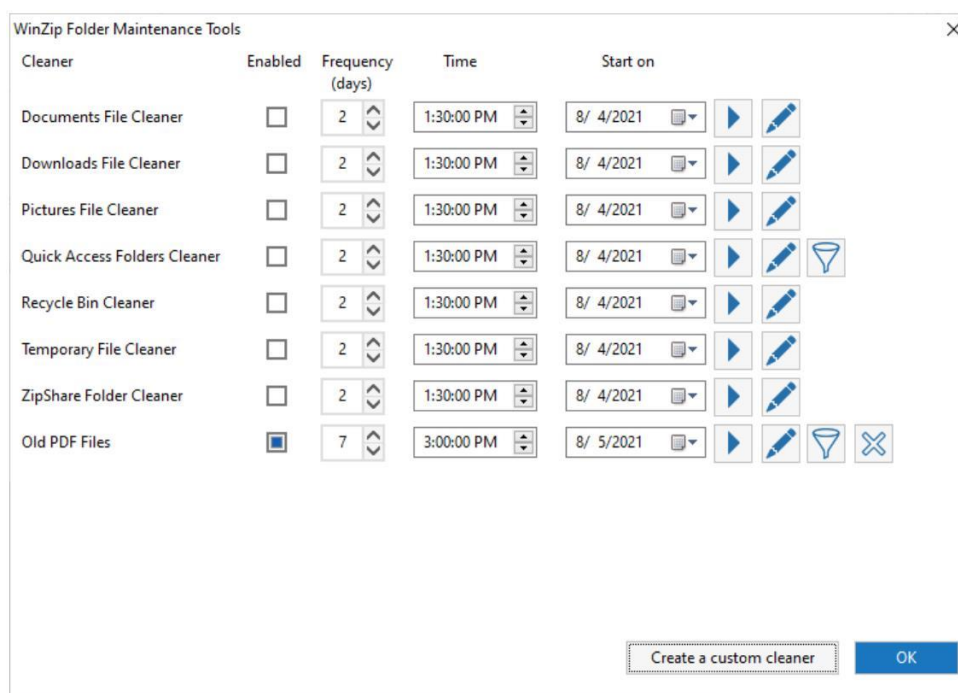 WinZip Folder Maintenance Tools
Cleaner Enabled Frequency (days) Time Start on
Documents File Cleaner 2 1:30:00 PM 8/ 4/2021
Downloads File Cleaner 2 1:30:00 PM 8/ 4/2021
Pictures File Cleaner 2 1:30:00 PM 8/ 4/2021
Quick Access Folders Cleaner 2 1:30:00 PM 8/ 4/2021
Recycle Bin Cleaner 2 1:30:00 PM 8/ 4/2021
Temporary File Cleaner 2 1:30:00 PM 8/ 4/2021
ZipShare Folder Cleaner 2 1:30:00 PM 8/ 4/2021
Old PDF Files 7 3:00:00 PM 8/ 5/2021
Create a custom cleaner OK